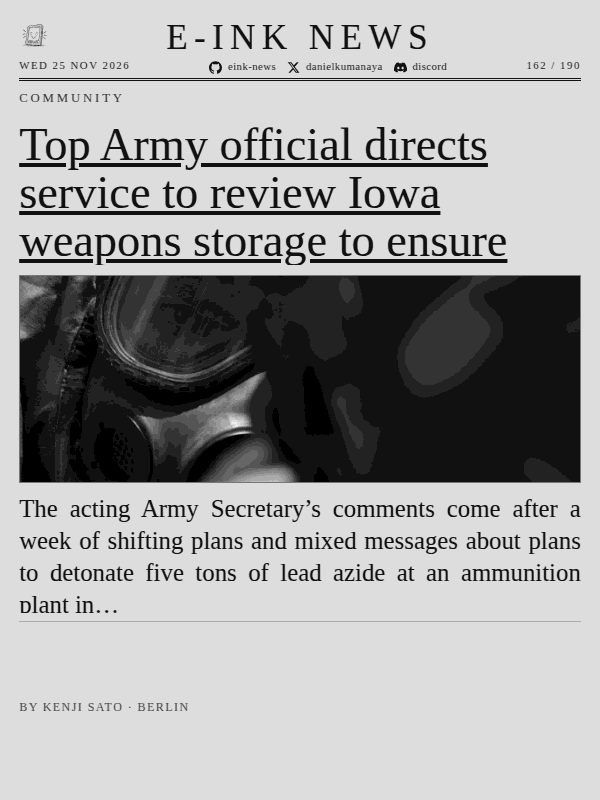 E-INK NEWS
WED 25 NOV 2026
eink-news danielkumanaya discord
162 / 190
COMMUNITY
Top Army official directs
service to review Iowa
weapons storage to ensure
The acting Army Secretary’s comments come after a
week of shifting plans and mixed messages about plans
to detonate five tons of lead azide at an ammunition
plant in…
BY KENJI SATO · BERLIN